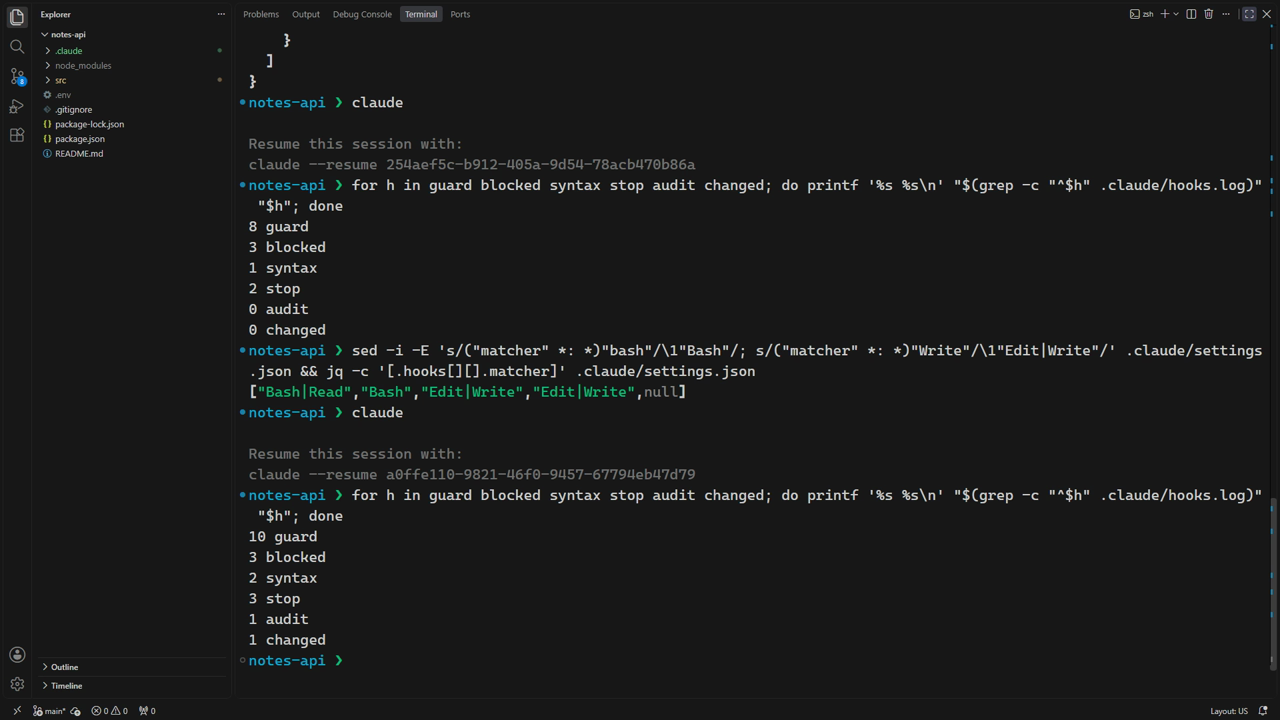 Explorer
notes-api
.claude
node_modules
src
.env
.gitignore
package-lock.json
package.json
README.md
Outline
Timeline
Problems Output Debug Console Terminal Ports
zsh
}
]
}
notes-api ❯ claude
Resume this session with:
claude --resume 254aef5c-b912-405a-9d54-78acb470b86a
notes-api ❯ for h in guard blocked syntax stop audit changed; do printf '%s %s\n' "$(grep -c "^$h" .claude/hooks.log)"
"$h"; done
8 guard
3 blocked
1 syntax
2 stop
0 audit
0 changed
notes-api ❯ sed -i -E 's/("matcher" *: *)"bash"/\1"Bash"/; s/("matcher" *: *)"Write"/\1"Edit|Write"/' .claude/settings
.json && jq -c '[.hooks[][].matcher]' .claude/settings.json
["Bash|Read","Bash","Edit|Write","Edit|Write",null]
notes-api ❯ claude
Resume this session with:
claude --resume a0ffe110-9821-46f0-9457-67794eb47d79
notes-api ❯ for h in guard blocked syntax stop audit changed; do printf '%s %s\n' "$(grep -c "^$h" .claude/hooks.log)"
"$h"; done
10 guard
3 blocked
2 syntax
3 stop
1 audit
1 changed
notes-api ❯
main* 0 0 0
Layout: US